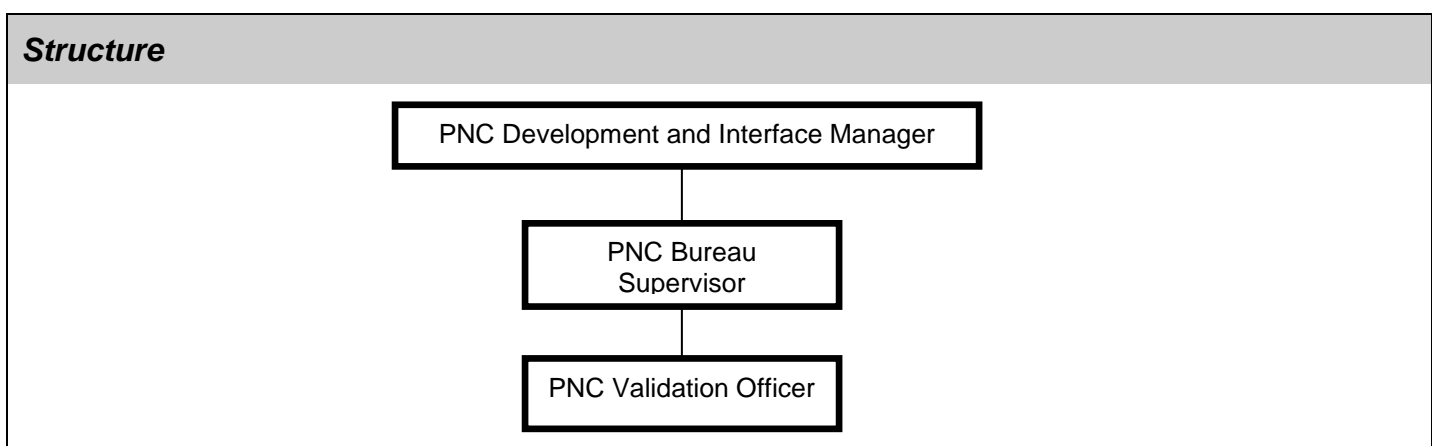 Structure
PNC Development and Interface Manager
PNC Bureau
Supervisor
PNC Validation Officer